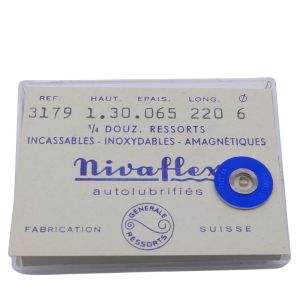 REF. HAUT. EPAIS. LONG. Ø
3179 1.30.065 220 6
¼ DOUZ. RESSORTS
INCASSABLES - INOXYDABLES - AMAGNÉTIQUES
Nivaflex
autolubrifiés
GENERALE RESSORTS
FABRICATION SUISSE